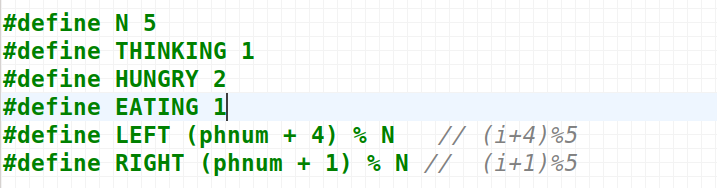 #define N 5
#define THINKING 1
#define HUNGRY 2
#define EATING 1
#define LEFT (phnum + 4) % N   // (i+4)%5
#define RIGHT (phnum + 1) % N //  (i+1)%5